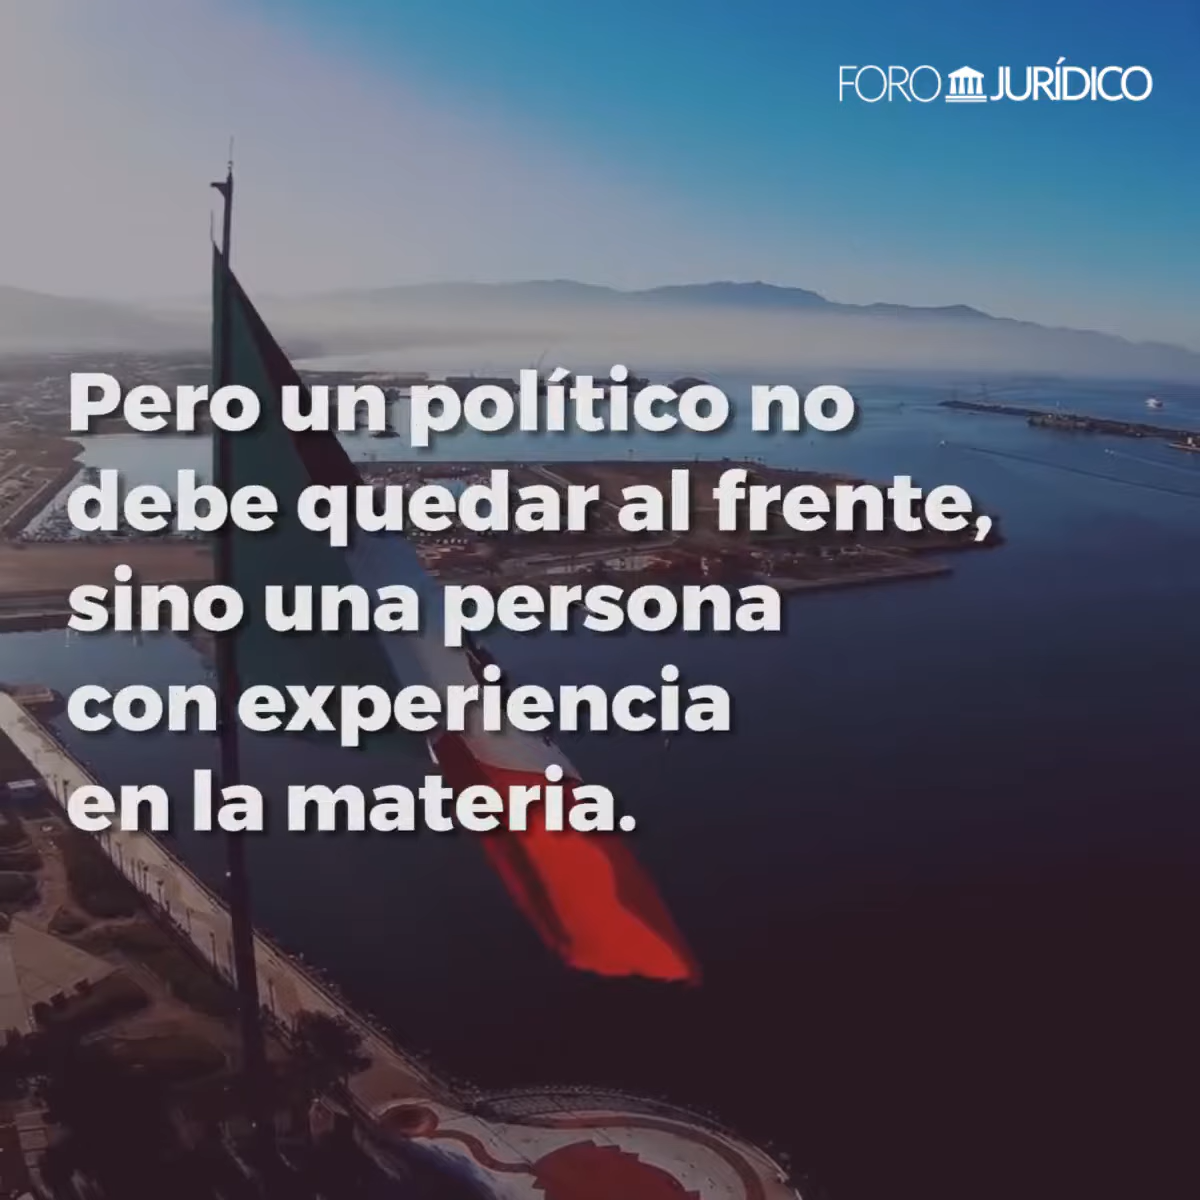 FORO JURÍDICO
Pero un político no
debe quedar al frente,
sino una persona
con experiencia
en la materia.